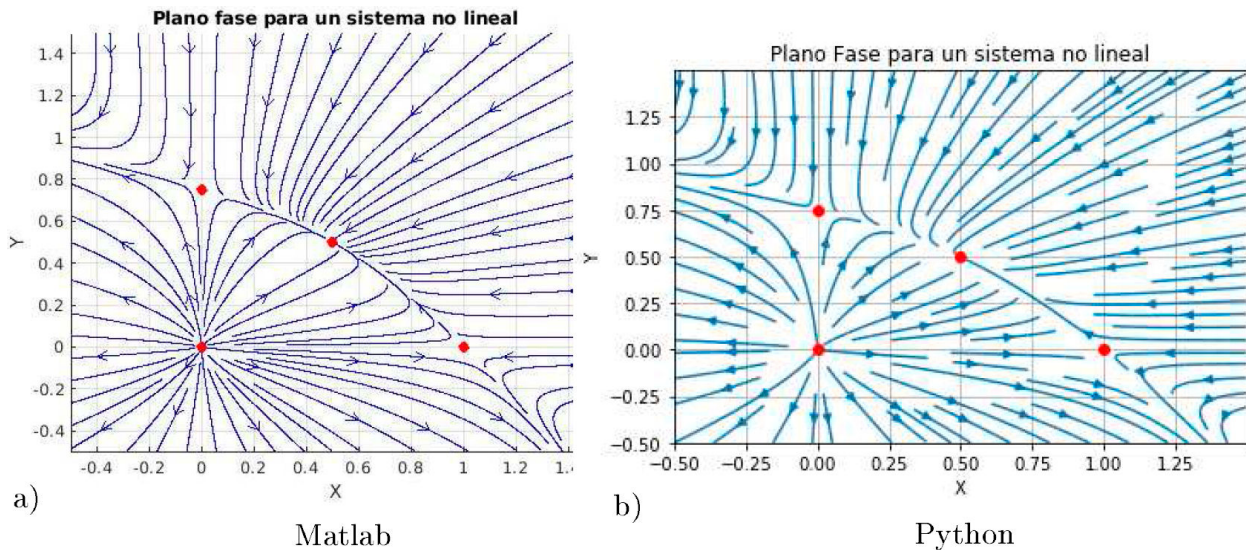 Plano fase para un sistema no lineal
1.4
1.2
1
0.8
0.6
0.4
0.2
0
-0.2
-0.4
Y
-0.4 -0.2 0 0.2 0.4 0.6 0.8 1 1.2 1.4
X
a)
Matlab
Plano Fase para un sistema no lineal
1.25
1.00
0.75
0.50
0.25
0.00
−0.25
−0.50
Y
−0.50 −0.25 0.00 0.25 0.50 0.75 1.00 1.25
X
b)
Python